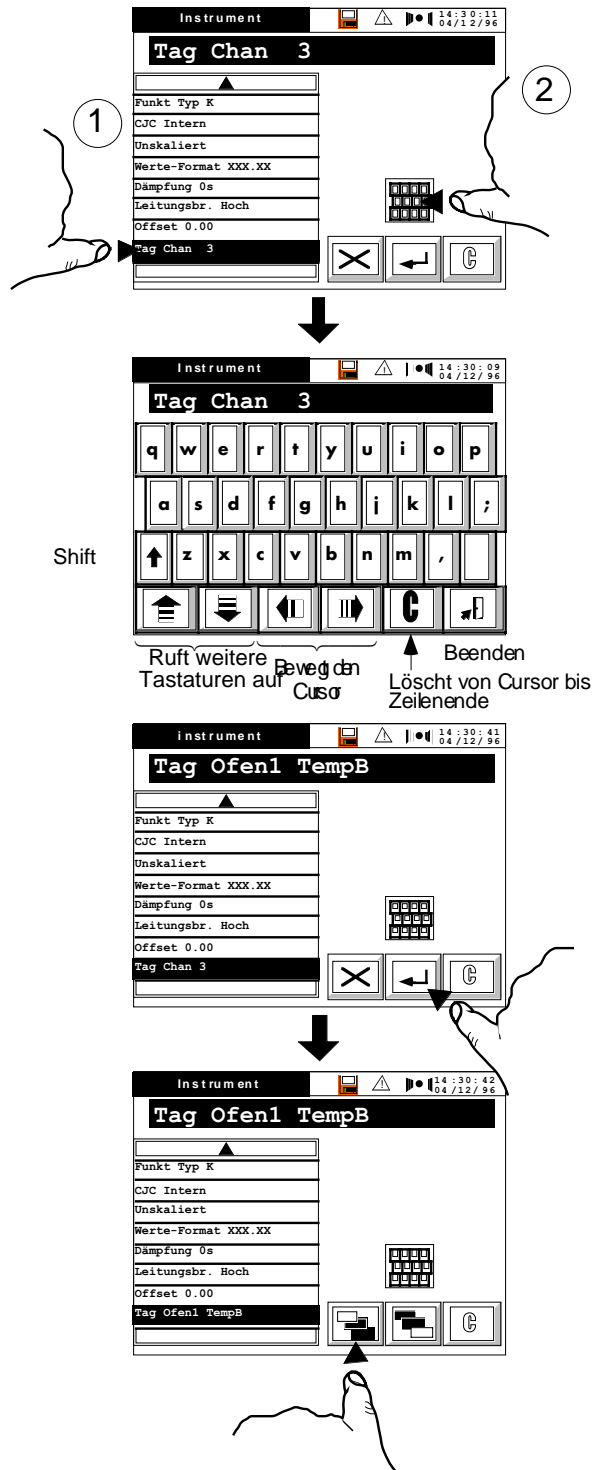 Instrument
14:30:11
04/12/96
Tag Chan 3
1
2
Funkt Typ K
CJC Intern
Unskaliert
Werte-Format XXX.XX
Dämpfung 0s
Leitungsbr. Hoch
Offset 0.00
Tag Chan 3
C
Instrument
14:30:09
04/12/96
Tag Chan 3
q w e r t y u i o p
a s d f g h j k l ;
Shift
z x c v b n m ,
C
Ruft weitere
Tastaturen auf
Bewegt den
Cursor
Beenden
Löscht von Cursor bis
Zeilenende
instrument
14:30:41
04/12/96
Tag Ofen1 TempB
Funkt Typ K
CJC Intern
Unskaliert
Werte-Format XXX.XX
Dämpfung 0s
Leitungsbr. Hoch
Offset 0.00
Tag Chan 3
C
Instrument
14:30:42
04/12/96
Tag Ofen1 TempB
Funkt Typ K
CJC Intern
Unskaliert
Werte-Format XXX.XX
Dämpfung 0s
Leitungsbr. Hoch
Offset 0.00
Tag Ofen1 TempB
C